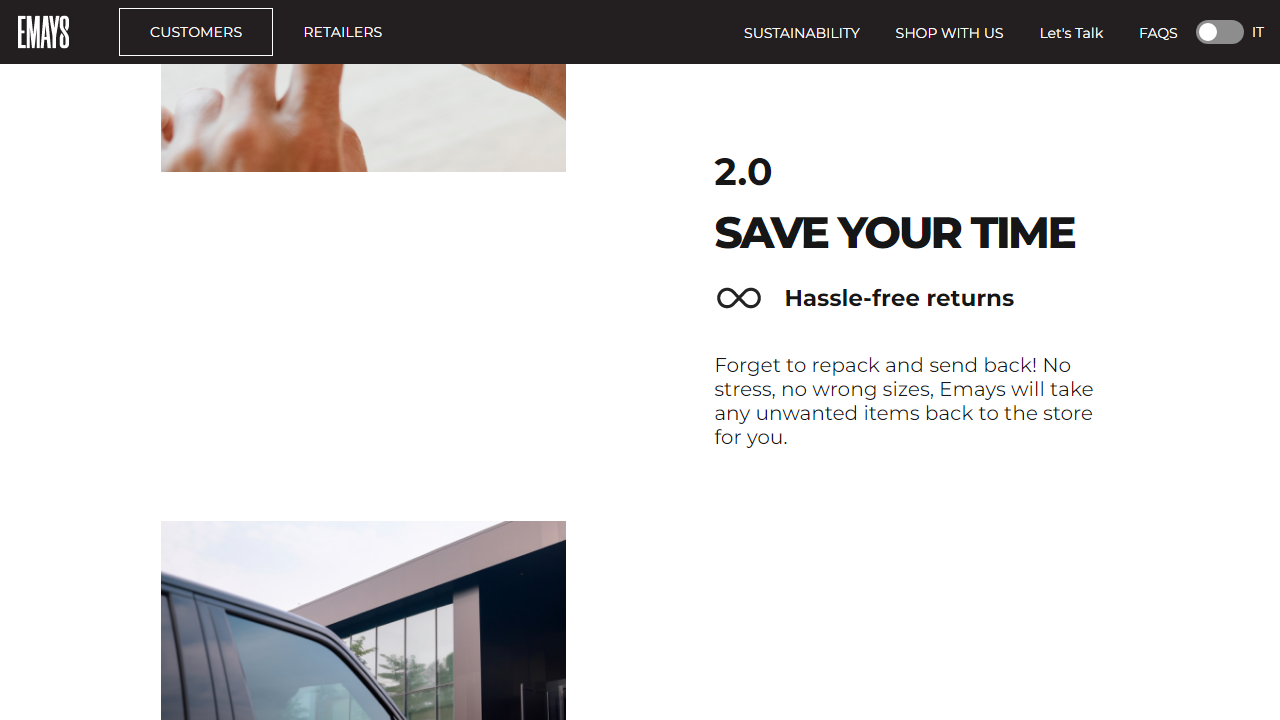 EMAYS
CUSTOMERS
RETAILERS
SUSTAINABILITY
SHOP WITH US
Let's Talk
FAQS
IT
2.0
SAVE YOUR TIME
Hassle-free returns
Forget to repack and send back! No
stress, no wrong sizes, Emays will take
any unwanted items back to the store
for you.